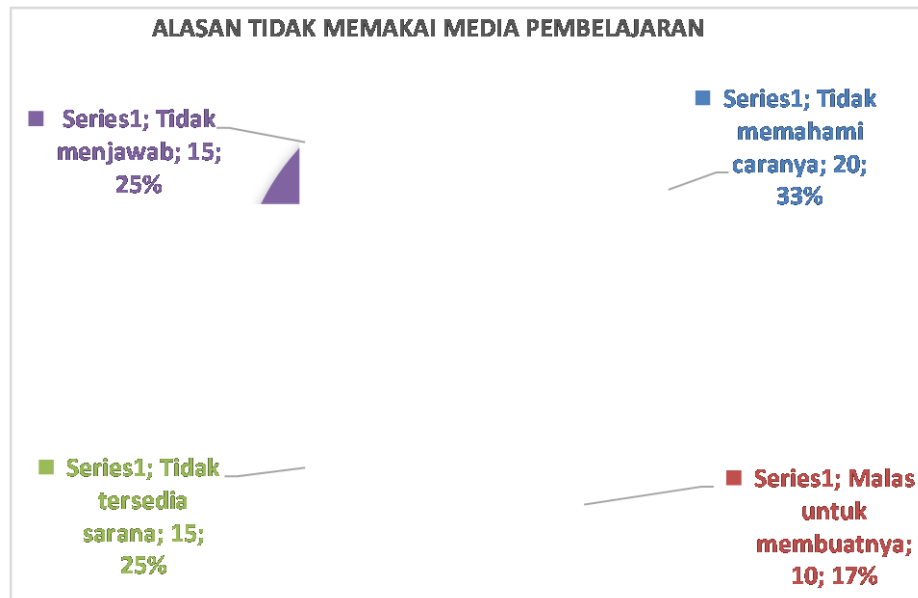 ALASAN TIDAK MEMAKAI MEDIA PEMBELAJARAN
Series1; Tidak
menjawab; 15;
25%
Series1; Tidak
memahami
caranya; 20;
33%
Series1; Tidak
tersedia
sarana; 15;
25%
Series1; Malas
untuk
membuatnya;
10; 17%